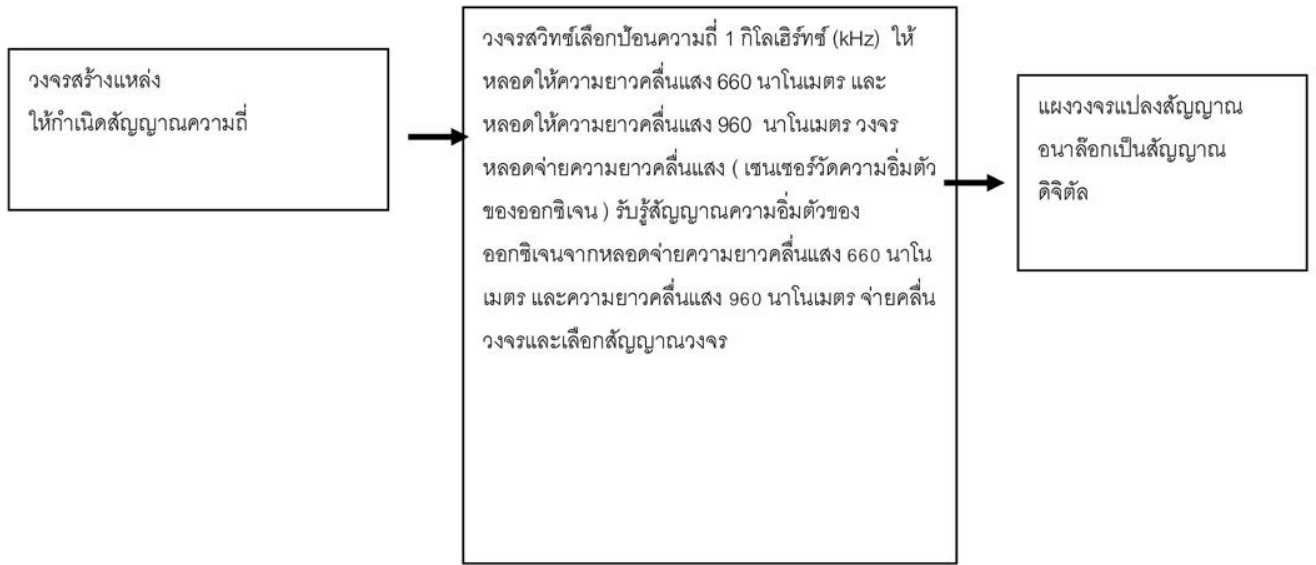 วงจรสร้างแหล่ง
ให้กำเนิดสัญญาณความถี่
วงจรสวิทซ์เลือกป้อนความถี่ 1 กิโลเฮิร์ทซ์ (kHz) ให้
หลอดให้ความยาวคลื่นแสง 660 นาโนเมตร และ
หลอดให้ความยาวคลื่นแสง 960 นาโนเมตร วงจร
หลอดจ่ายความยาวคลื่นแสง ( เซนเซอร์วัดความอิ่มตัว
ของออกซิเจน ) รับรู้สัญญาณความอิ่มตัวของ
ออกซิเจนจากหลอดจ่ายความยาวคลื่นแสง 660 นาโน
เมตร และความยาวคลื่นแสง 960 นาโนเมตร จ่ายคลื่น
วงจรและเลือกสัญญาณวงจร
แผงวงจรแปลงสัญญาณ
อนาล๊อกเป็นสัญญาณ
ดิจิตัล